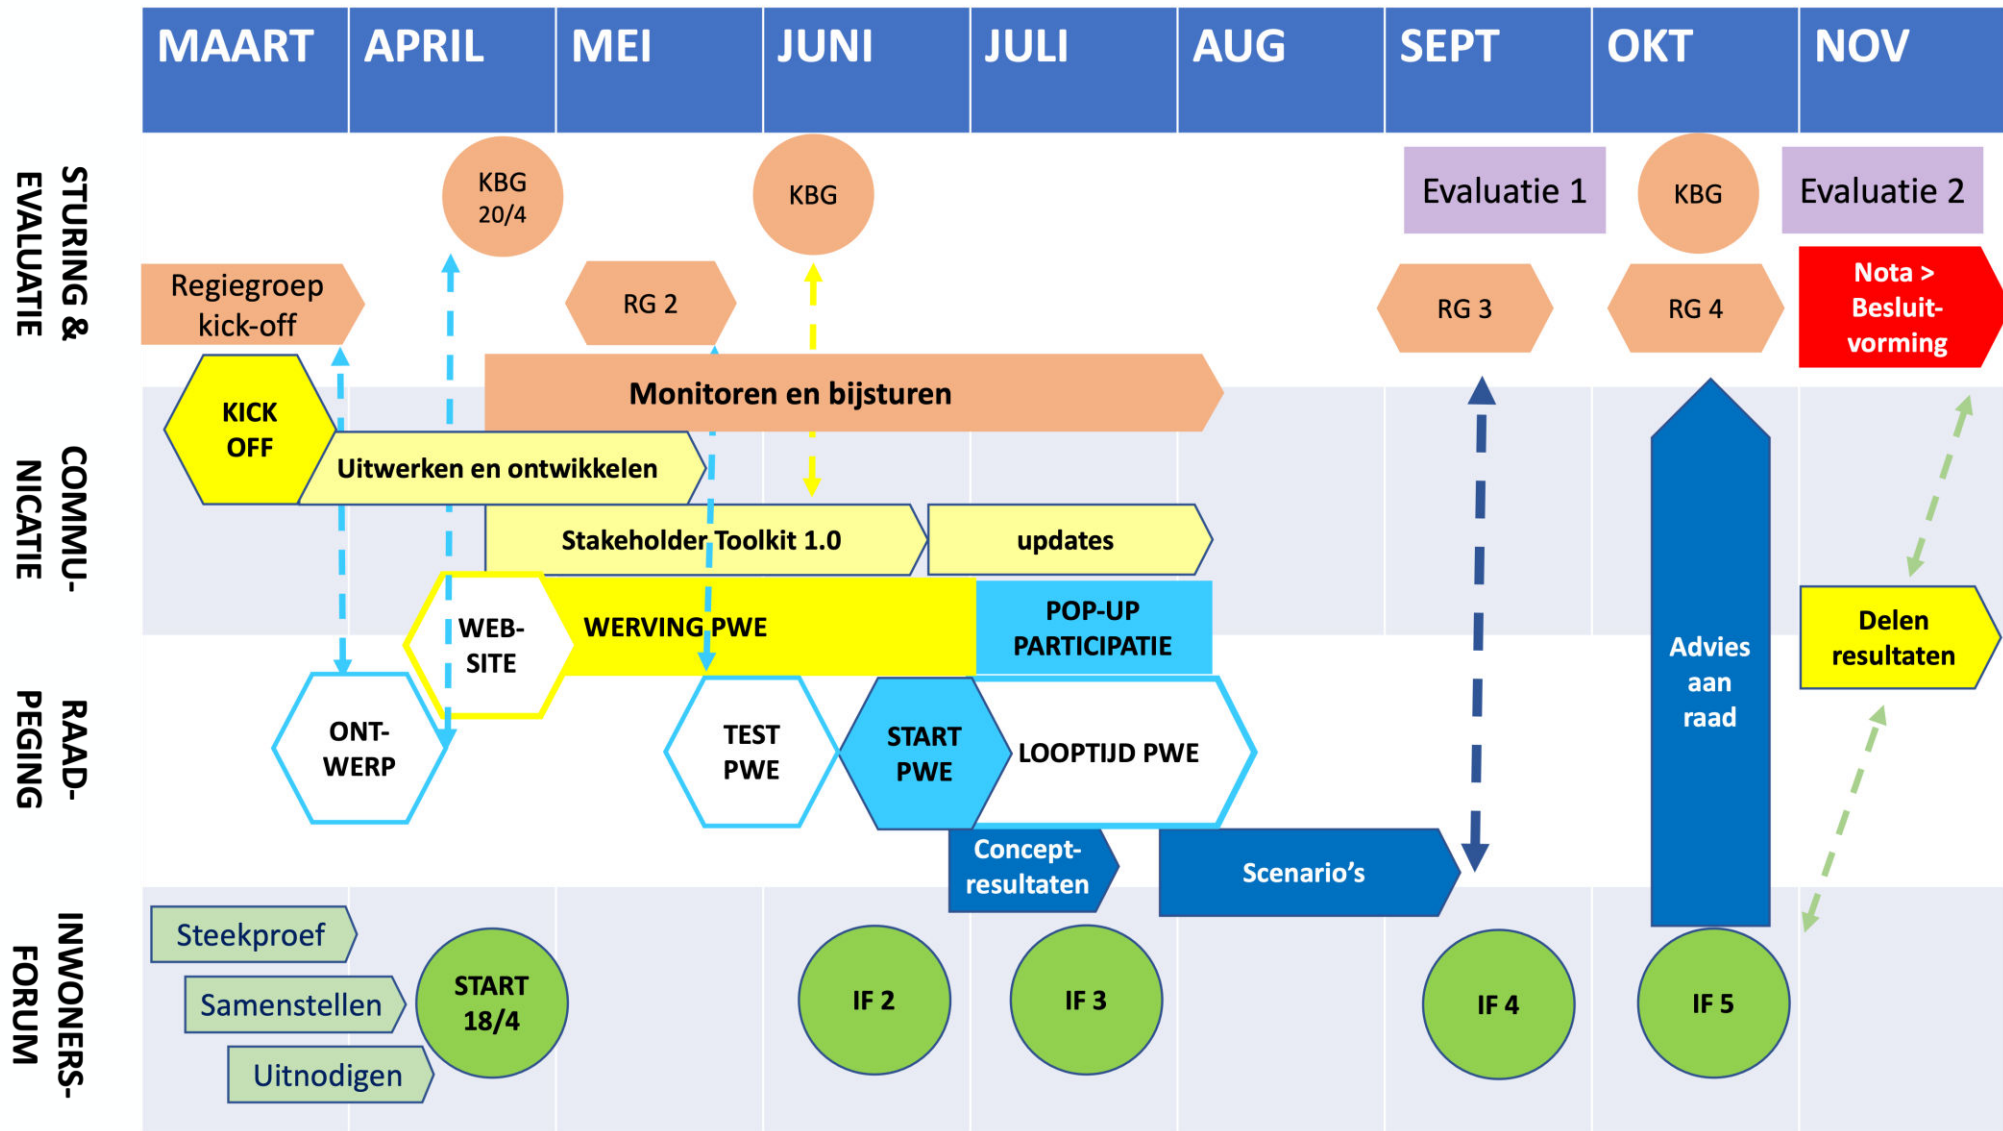 MAART APRIL MEI JUNI JULI AUG SEPT OKT NOV
STURING &
EVALUATIE
KBG
20/4
KBG
Evaluatie 1
KBG
Evaluatie 2
Regiegroep
kick-off
RG 2
RG 3
RG 4
Nota >
Besluit-
vorming
COMMU-
NICATIE
KICK
OFF
Monitoren en bijsturen
Uitwerken en ontwikkelen
Stakeholder Toolkit 1.0
updates
WEB-
SITE
WERVING PWE
POP-UP
PARTICIPATIE
Delen
resultaten
RAAD-
PEGING
ONT-
WERP
TEST
PWE
START
PWE
LOOPTIJD PWE
Advies
aan
raad
Concept-
resultaten
Scenario’s
INWONERS-
FORUM
Steekproef
Samenstellen
Uitnodigen
START
18/4
IF 2
IF 3
IF 4
IF 5